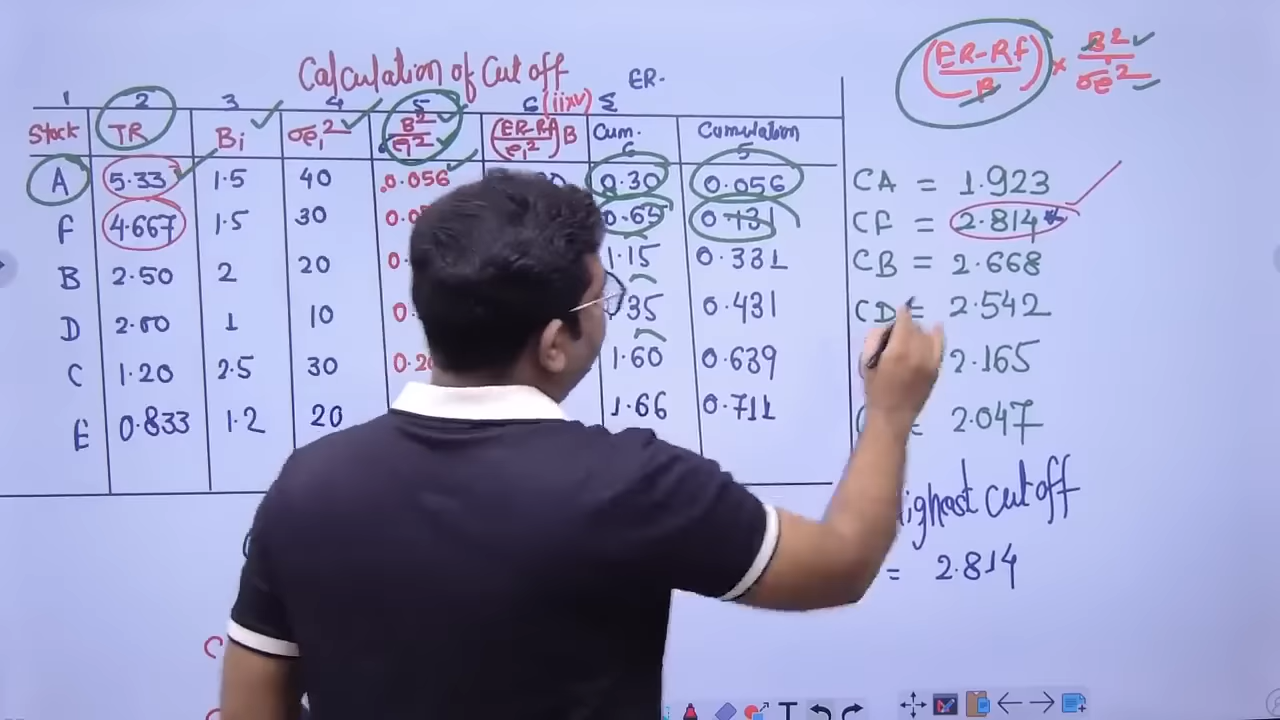 Calculation of Cut off
ER-
(ER-Rf/B) × B²/σe²
1 2 3 4 5 6 (iixv) Σ
Stock TR Bi σei² B²/ei² (ER-Rf/ei²)B Cum. 6 Cumulation 5
A 5.33 1.5 40 0.056 0.30 0.056
CA = 1.923
F 4.667 1.5 30 0.65 0.131
CF = 2.814
B 2.50 2 20 1.15 0.331
CB = 2.668
D 2.00 1 10 35 0.431
CD = 2.542
C 1.20 2.5 30 1.60 0.639
2.165
E 0.833 1.2 20 1.66 0.711
2.047
Highest cut off
= 2.814
T